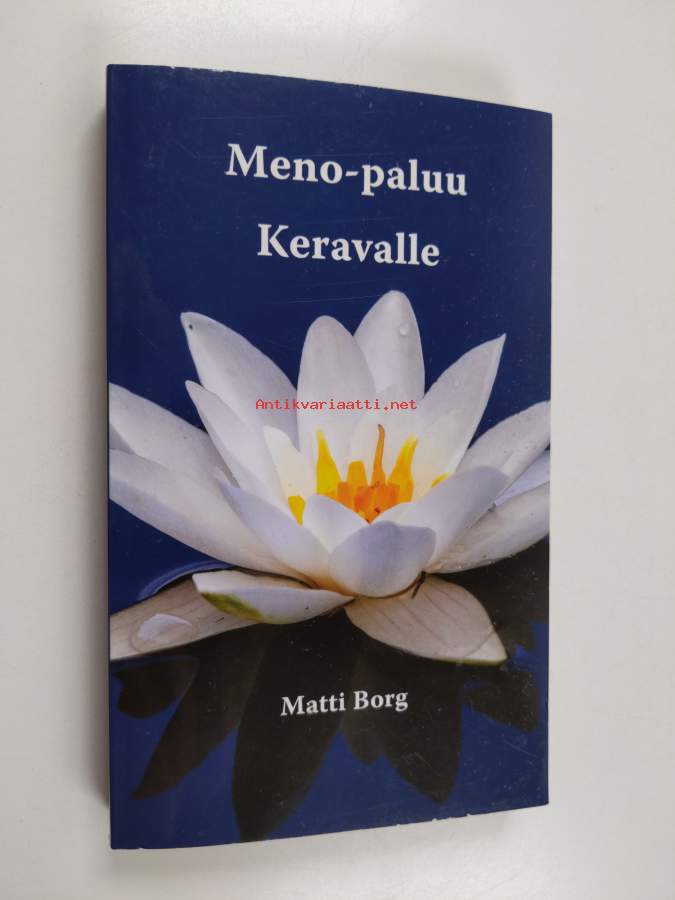 Meno-paluu
Keravalle
Antikvariaatti.net
Matti Borg